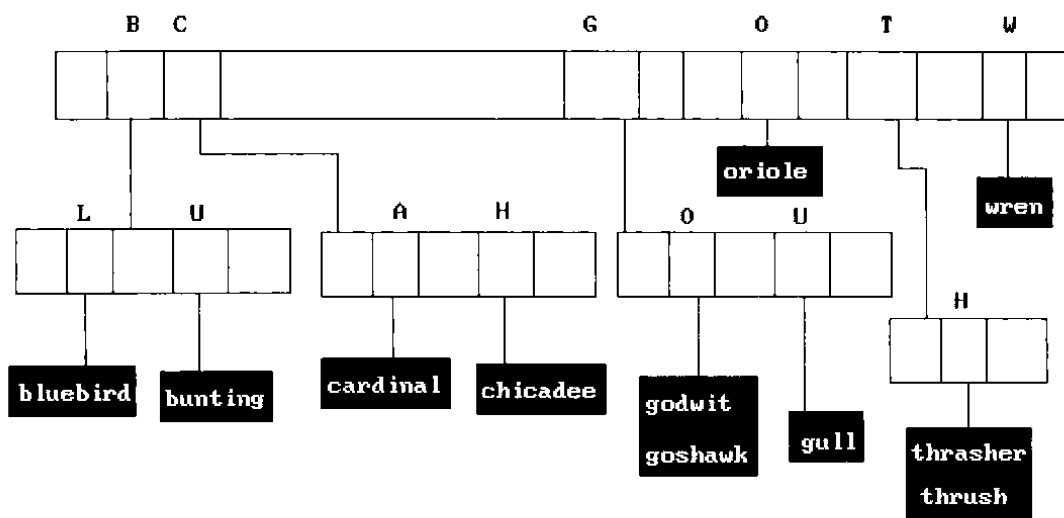 B C G O T W
oriole
wren
L U A H O U
H
bluebird bunting cardinal chicadee
godwit
goshawk
gull
thrasher
thrush